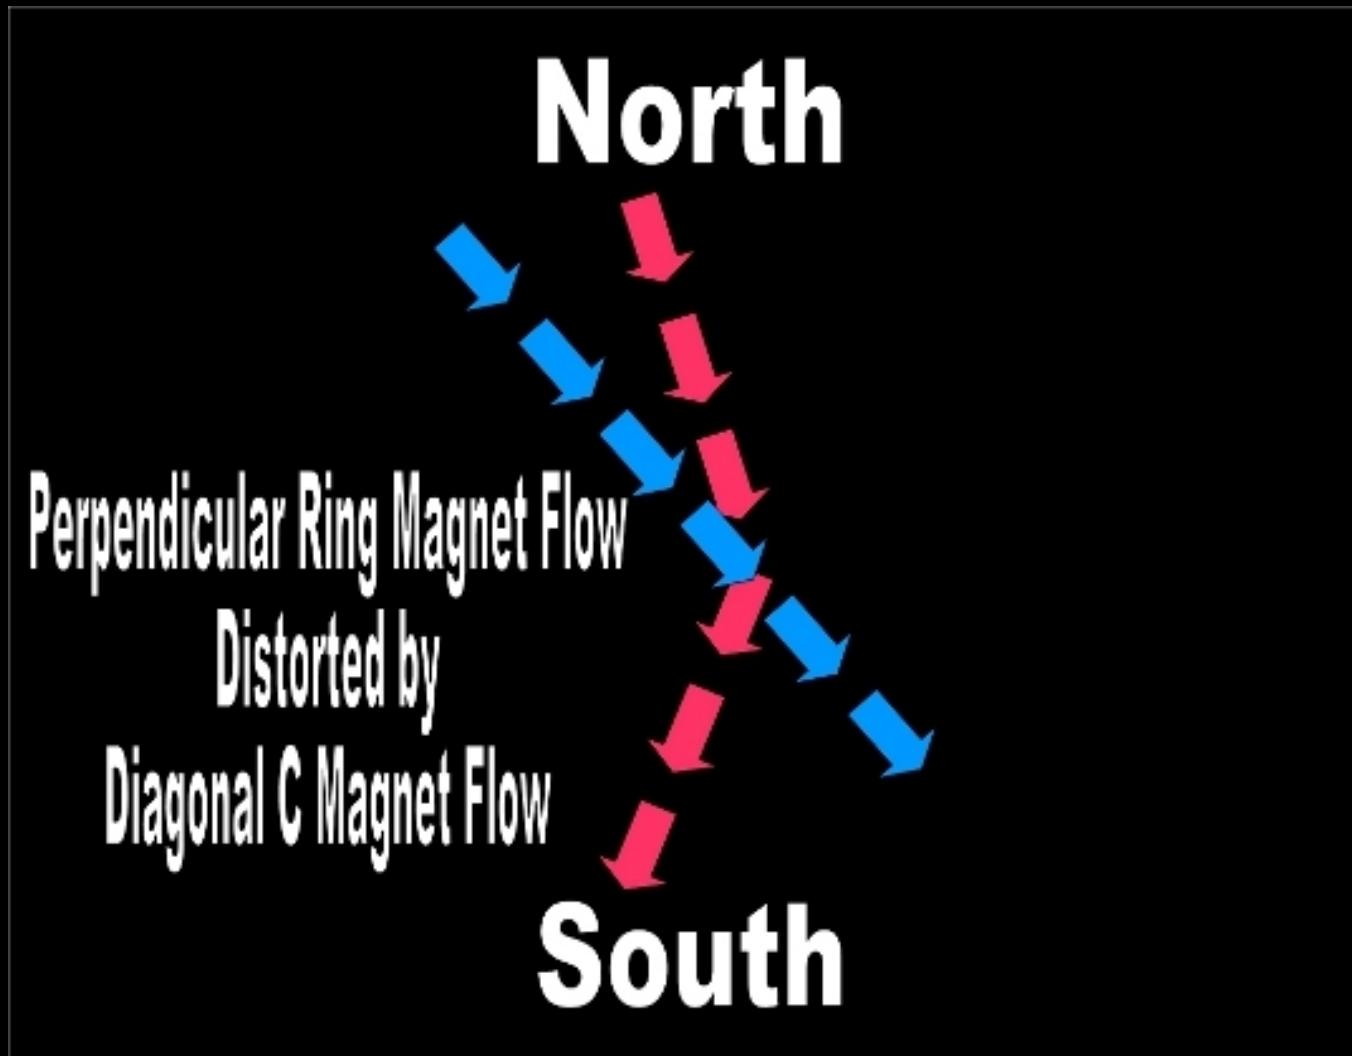 North
Perpendicular Ring Magnet Flow
Distorted by
Diagonal C Magnet Flow
South